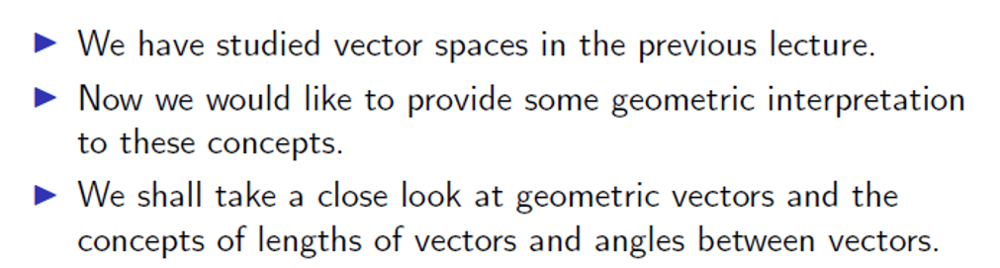 ▶ We have studied vector spaces in the previous lecture.
▶ Now we would like to provide some geometric interpretation
to these concepts.
▶ We shall take a close look at geometric vectors and the
concepts of lengths of vectors and angles between vectors.